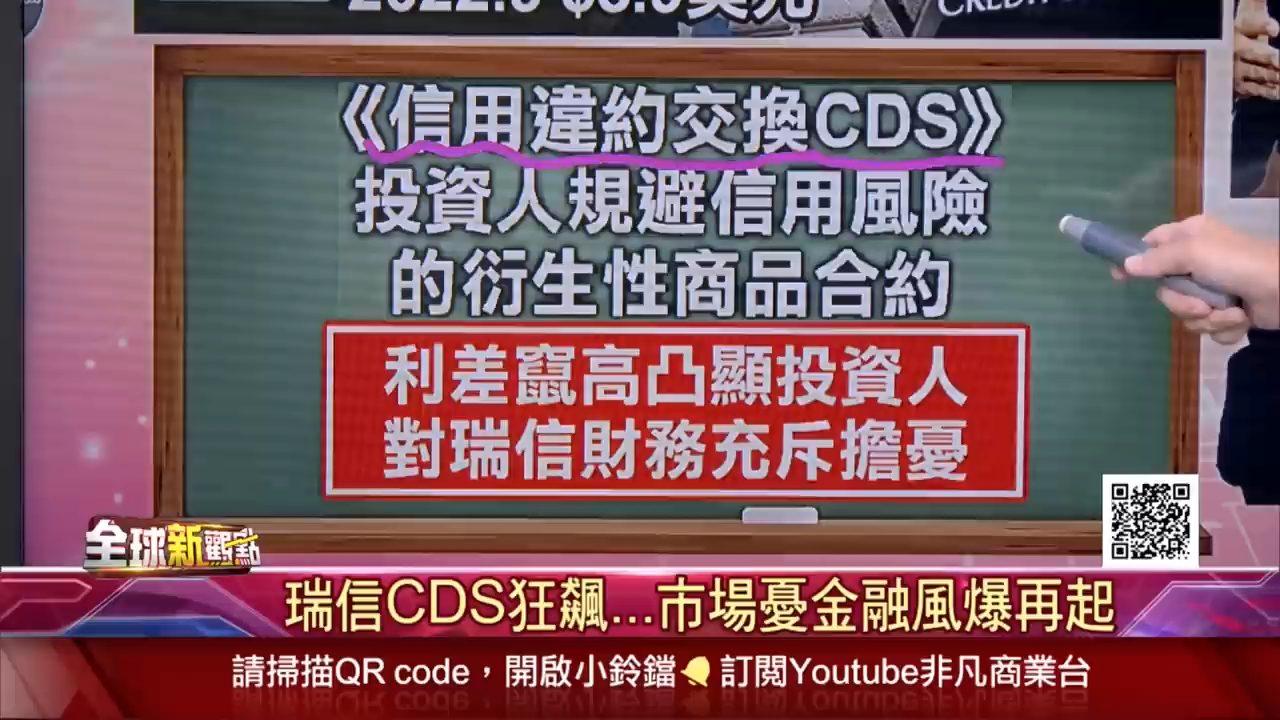 《信用違約交換CDS》
投資人規避信用風險
的衍生性商品合約
利差竄高凸顯投資人
對瑞信財務充斥擔憂
全球新觀點
瑞信CDS狂飆...市場憂金融風爆再起
請掃描QR code，開啟小鈴鐺🔔訂閱Youtube非凡商業台